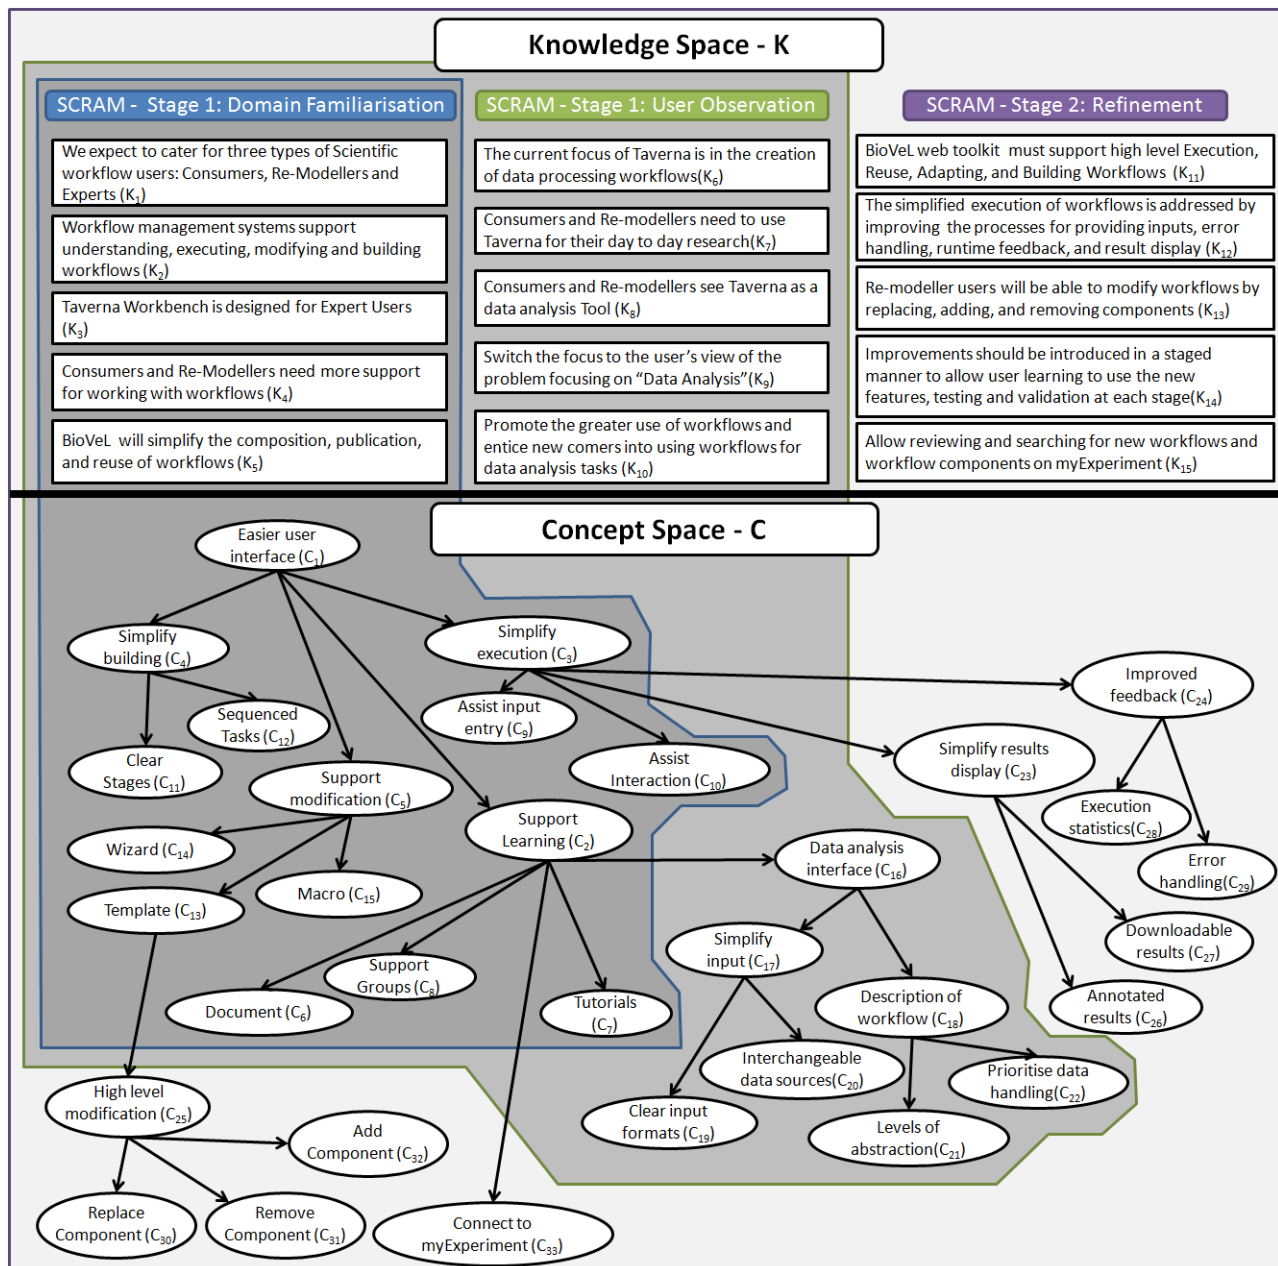 Knowledge Space - K
SCRAM -  Stage 1: Domain Familiarisation
We expect to cater for three types of Scientific
workflow users: Consumers, Re-Modellers and
Experts (K₁)
Workflow management systems support
understanding, executing, modifying and building
workflows (K₂)
Taverna Workbench is designed for Expert Users
(K₃)
Consumers and Re-Modellers need more support
for working with workflows (K₄)
BioVeL  will simplify the composition, publication,
and reuse of workflows (K₅)
SCRAM - Stage 1: User Observation
The current focus of Taverna is in the creation
of data processing workflows(K₆)
Consumers and Re-modellers need to use
Taverna for their day to day research(K₇)
Consumers and Re-modellers see Taverna as a
data analysis Tool (K₈)
Switch the focus to the user’s view of the
problem focusing on “Data Analysis”(K₉)
Promote the greater use of workflows and
entice new comers into using workflows for
data analysis tasks (K₁₀)
SCRAM - Stage 2: Refinement
BioVeL web toolkit  must support high level Execution,
Reuse, Adapting, and Building Workflows  (K₁₁)
The simplified execution of workflows is addressed by
improving  the processes for providing inputs, error
handling, runtime feedback, and result display (K₁₂)
Re-modeller users will be able to modify workflows by
replacing, adding, and removing components (K₁₃)
Improvements should be introduced in a staged
manner to allow user learning to use the new
features, testing and validation at each stage(K₁₄)
Allow reviewing and searching for new workflows and
workflow components on myExperiment (K₁₅)
Concept Space - C
Easier user
interface (C₁)
Simplify
building (C₄)
Simplify
execution (C₃)
Improved
feedback (C₂₄)
Sequenced
Tasks (C₁₂)
Assist input
entry (C₉)
Clear
Stages (C₁₁)
Assist
Interaction (C₁₀)
Simplify results
display (C₂₃)
Support
modification (C₅)
Execution
statistics(C₂₈)
Support
Learning (C₂)
Wizard (C₁₄)
Data analysis
interface (C₁₆)
Error
handling(C₂₉)
Macro (C₁₅)
Template (C₁₃)
Simplify
input (C₁₇)
Downloadable
results (C₂₇)
Support
Groups (C₈)
Document (C₆)
Tutorials
(C₇)
Description of
workflow (C₁₈)
Annotated
results (C₂₆)
Interchangeable
data sources(C₂₀)
Prioritise data
handling(C₂₂)
High level
modification (C₂₅)
Clear input
formats (C₁₉)
Levels of
abstraction(C₂₁)
Add
Component (C₃₂)
Replace
Component (C₃₀)
Remove
Component (C₃₁)
Connect to
myExperiment (C₃₃)